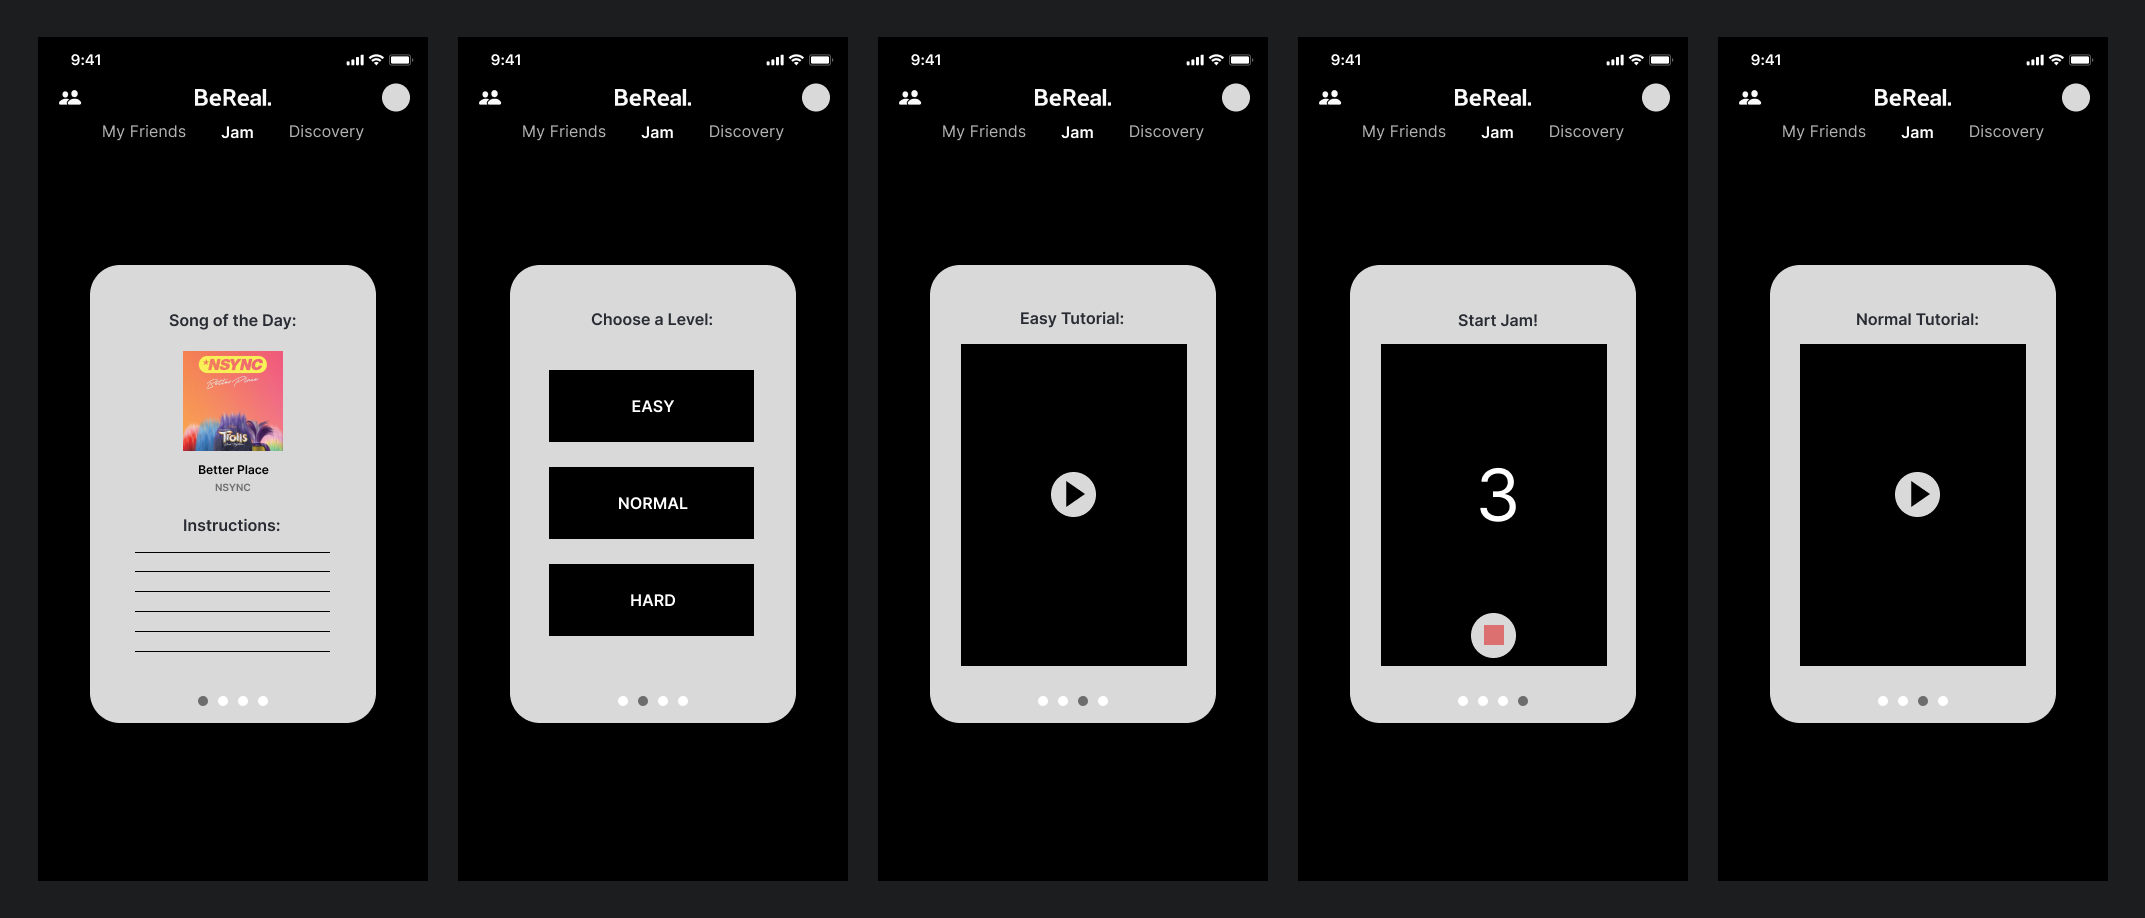 9:41
BeReal.
My Friends Jam Discovery
Song of the Day:
*NSYNC
Better Place
Trolls
Better Place
NSYNC
Instructions:
9:41
BeReal.
My Friends Jam Discovery
Choose a Level:
EASY
NORMAL
HARD
9:41
BeReal.
My Friends Jam Discovery
Easy Tutorial:
9:41
BeReal.
My Friends Jam Discovery
Start Jam!
3
9:41
BeReal.
My Friends Jam Discovery
Normal Tutorial: